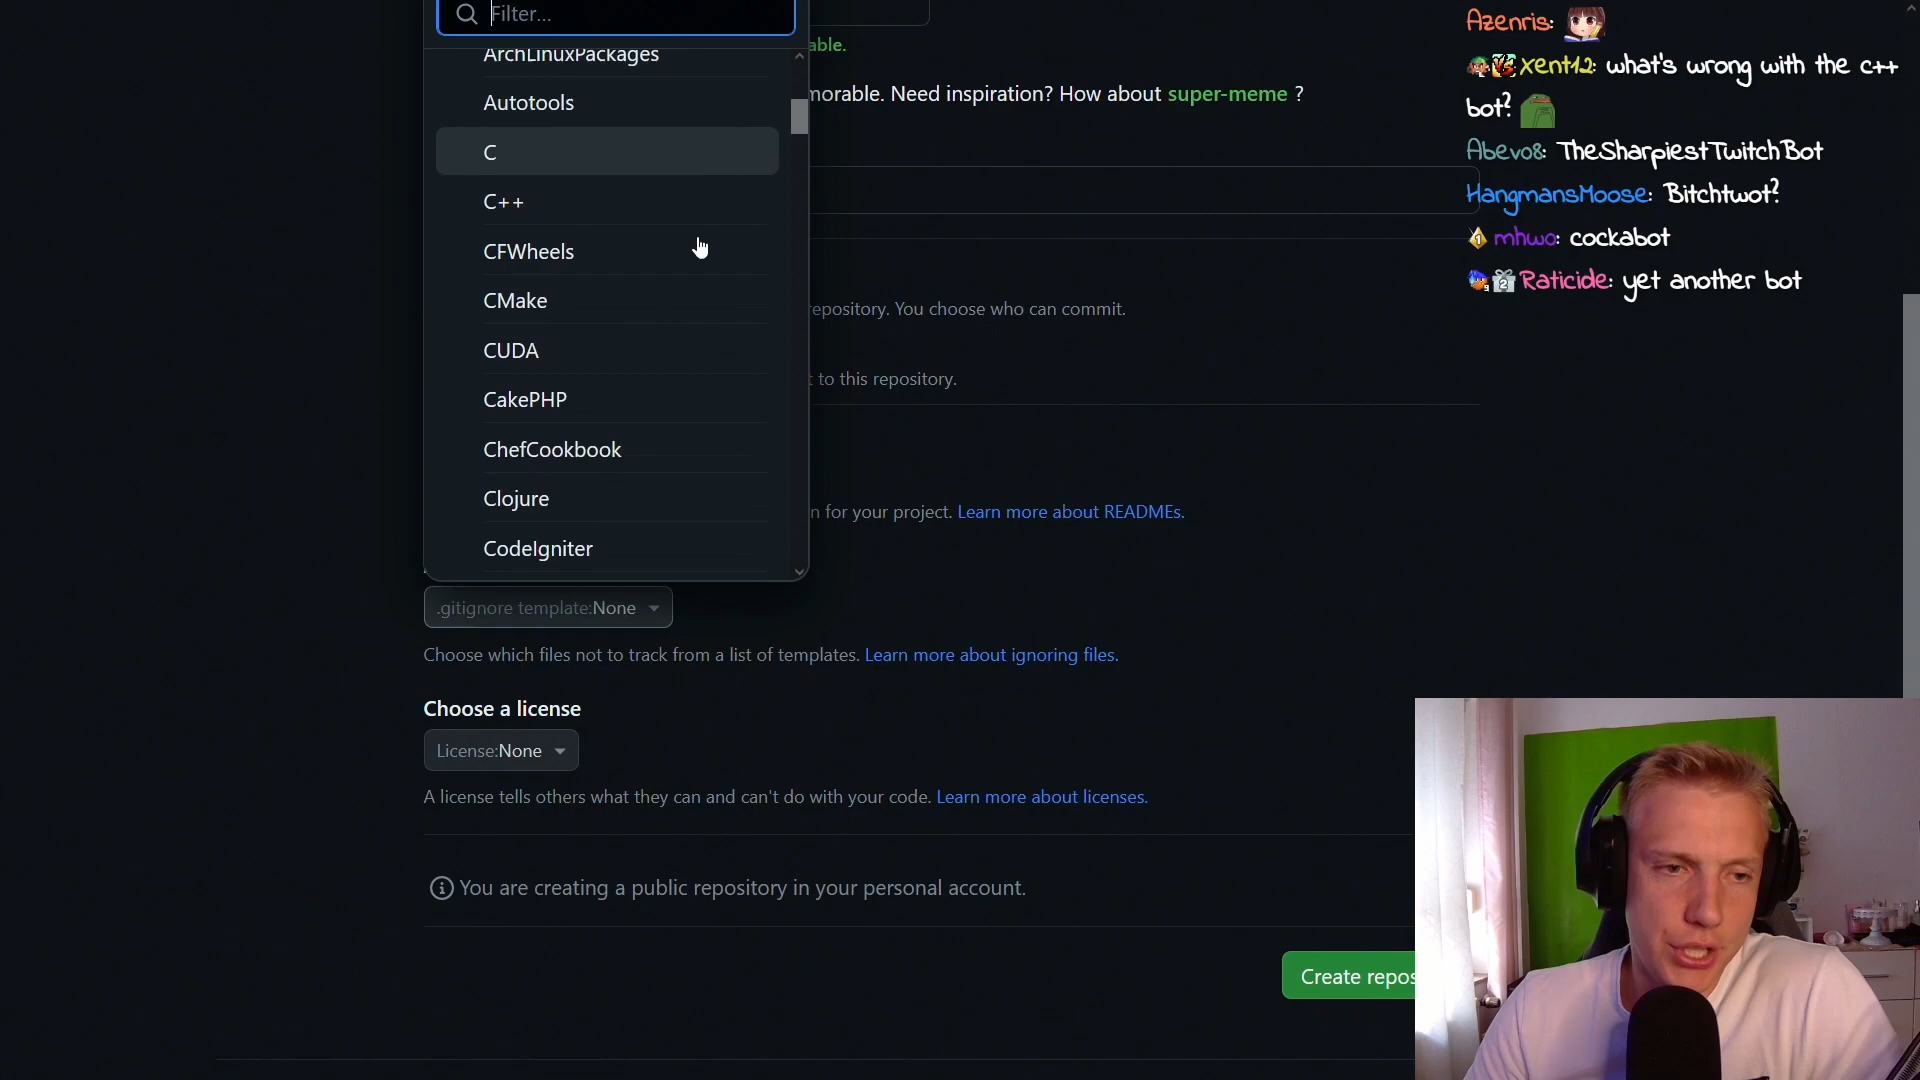 Filter...
ArchLinuxPackages
Autotools
C
C++
CFWheels
CMake
CUDA
CakePHP
ChefCookbook
Clojure
CodeIgniter
able.
morable. Need inspiration? How about super-meme ?
repository. You choose who can commit.
t to this repository.
n for your project. Learn more about READMEs.
.gitignore template:None
Choose which files not to track from a list of templates. Learn more about ignoring files.
Choose a license
License:None
A license tells others what they can and can't do with your code. Learn more about licenses.
You are creating a public repository in your personal account.
Create repos
Azenris:
xent12: what's wrong with the c++
bot?
Abevo8: TheSharpiestTwitchBot
HangmansMoose: Bitchtwot?
mhwo: cockabot
Raticide: yet another bot